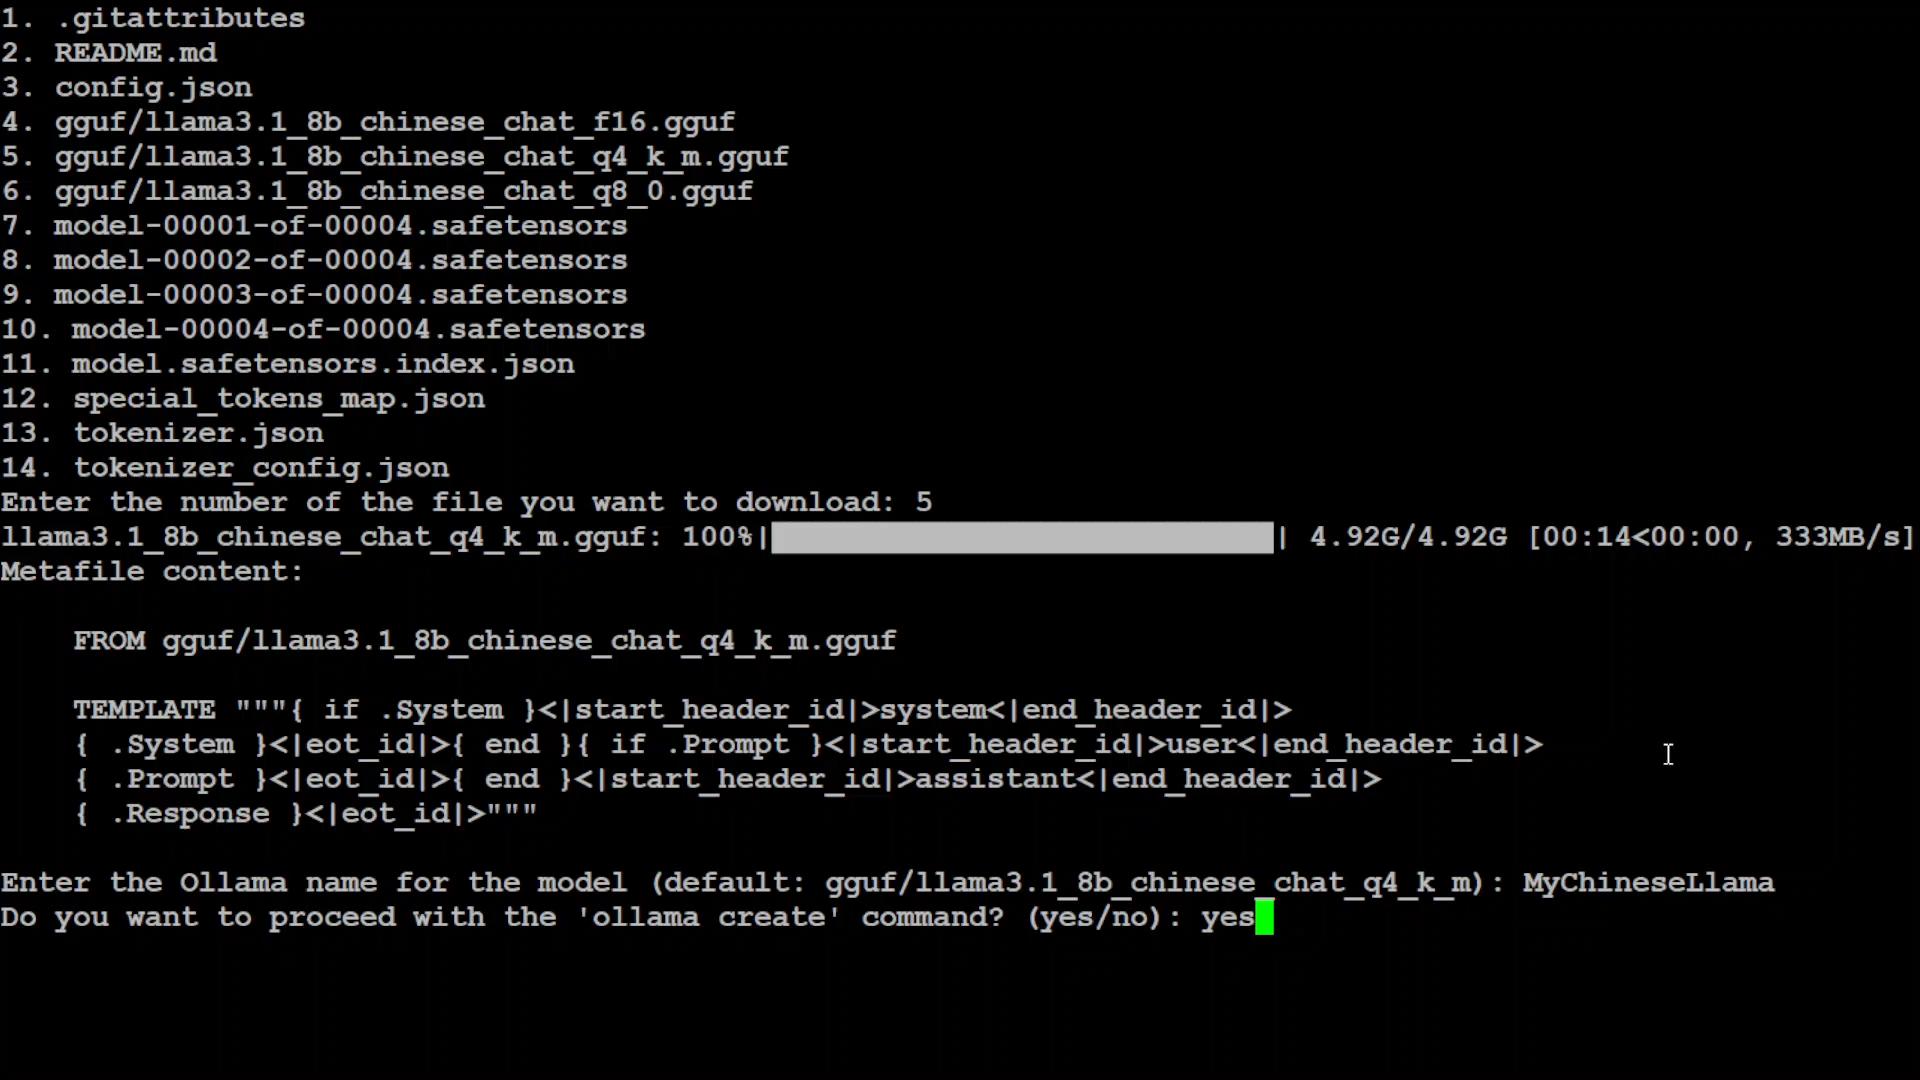 1. .gitattributes
2. README.md
3. config.json
4. gguf/llama3.1_8b_chinese_chat_f16.gguf
5. gguf/llama3.1_8b_chinese_chat_q4_k_m.gguf
6. gguf/llama3.1_8b_chinese_chat_q8_0.gguf
7. model-00001-of-00004.safetensors
8. model-00002-of-00004.safetensors
9. model-00003-of-00004.safetensors
10. model-00004-of-00004.safetensors
11. model.safetensors.index.json
12. special_tokens_map.json
13. tokenizer.json
14. tokenizer_config.json
Enter the number of the file you want to download: 5
llama3.1_8b_chinese_chat_q4_k_m.gguf: 100%|                            | 4.92G/4.92G [00:14<00:00, 333MB/s]
Metafile content:
FROM gguf/llama3.1_8b_chinese_chat_q4_k_m.gguf
TEMPLATE """{ if .System }<|start_header_id|>system<|end_header_id|>
{ .System }<|eot_id|>{ end }{ if .Prompt }<|start_header_id|>user<|end_header_id|>
{ .Prompt }<|eot_id|>{ end }<|start_header_id|>assistant<|end_header_id|>
{ .Response }<|eot_id|>"""
Enter the Ollama name for the model (default: gguf/llama3.1_8b_chinese_chat_q4_k_m): MyChineseLlama
Do you want to proceed with the 'ollama create' command? (yes/no): yes